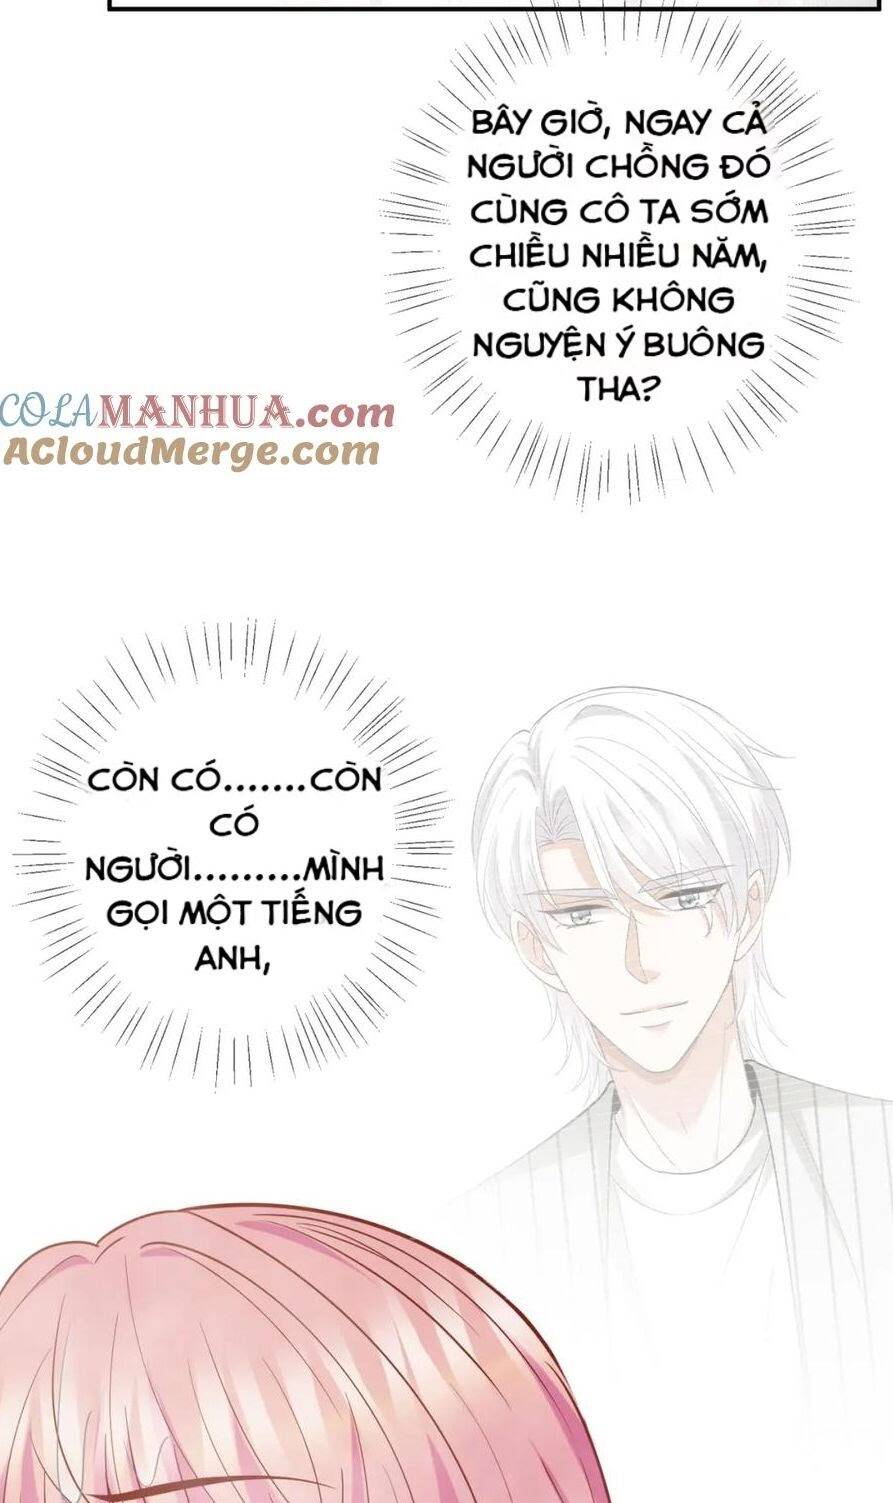 BÂY GIỜ, NGAY CẢ
NGƯỜI CHỒNG ĐÓ
CÙNG CÔ TA SỚM
CHIỀU NHIỀU NĂM,
CŨNG KHÔNG
NGUYỆN Ý BUÔNG
THA?
COLAMANHUA.com
ACloudMerge.com
CÒN CÓ.......CÒN
CÓ
NGƯỜI.........MÌNH
GỌI MỘT TIẾNG
ANH,